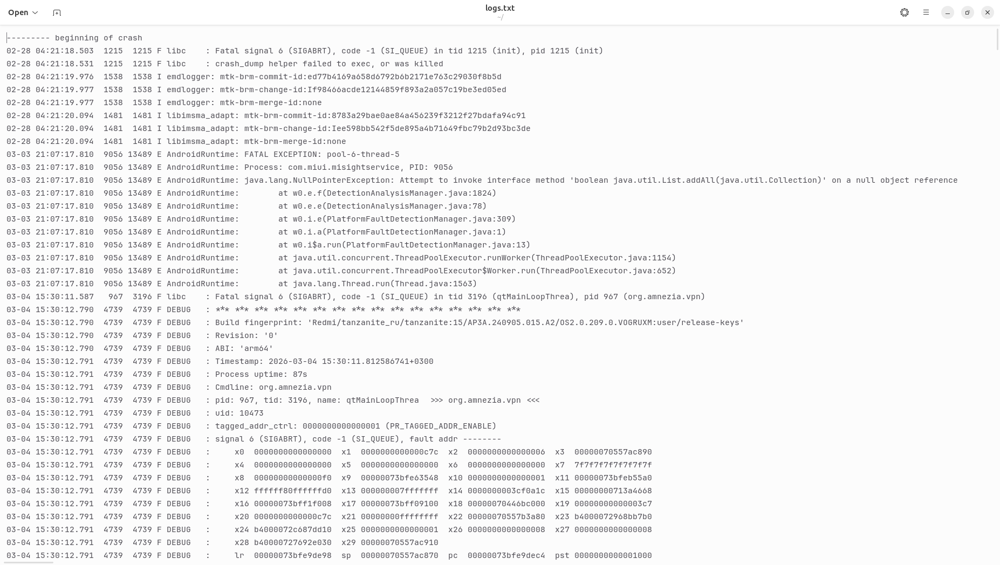 Open
logs.txt
~/
--------- beginning of crash
02-28 04:21:18.503  1215  1215 F libc    : Fatal signal 6 (SIGABRT), code -1 (SI_QUEUE) in tid 1215 (init), pid 1215 (init)
02-28 04:21:18.531  1215  1215 F libc    : crash_dump helper failed to exec, or was killed
02-28 04:21:19.976  1538  1538 I emdlogger: mtk-brm-commit-id:ed77b4169a658d6792b6b2171e763c29030f8b5d
02-28 04:21:19.977  1538  1538 I emdlogger: mtk-brm-change-id:If98466acde12144859f893a2a057c19be3ed05ed
02-28 04:21:19.977  1538  1538 I emdlogger: mtk-brm-merge-id:none
02-28 04:21:20.094  1481  1481 I libimsma_adapt: mtk-brm-commit-id:8783a29bae0ae84a456239f3212f27bdafa94c91
02-28 04:21:20.094  1481  1481 I libimsma_adapt: mtk-brm-change-id:Iee598bb542f5de895a4b71649fbc79b2d93bc3de
02-28 04:21:20.094  1481  1481 I libimsma_adapt: mtk-brm-merge-id:none
03-03 21:07:17.810  9056 13489 E AndroidRuntime: FATAL EXCEPTION: pool-6-thread-5
03-03 21:07:17.810  9056 13489 E AndroidRuntime: Process: com.miui.misightservice, PID: 9056
03-03 21:07:17.810  9056 13489 E AndroidRuntime: java.lang.NullPointerException: Attempt to invoke interface method 'boolean java.util.List.addAll(java.util.Collection)' on a null object reference
03-03 21:07:17.810  9056 13489 E AndroidRuntime:        at w0.e.f(DetectionAnalysisManager.java:1824)
03-03 21:07:17.810  9056 13489 E AndroidRuntime:        at w0.e.e(DetectionAnalysisManager.java:78)
03-03 21:07:17.810  9056 13489 E AndroidRuntime:        at w0.i.e(PlatformFaultDetectionManager.java:309)
03-03 21:07:17.810  9056 13489 E AndroidRuntime:        at w0.i.a(PlatformFaultDetectionManager.java:1)
03-03 21:07:17.810  9056 13489 E AndroidRuntime:        at w0.i$a.run(PlatformFaultDetectionManager.java:13)
03-03 21:07:17.810  9056 13489 E AndroidRuntime:        at java.util.concurrent.ThreadPoolExecutor.runWorker(ThreadPoolExecutor.java:1154)
03-03 21:07:17.810  9056 13489 E AndroidRuntime:        at java.util.concurrent.ThreadPoolExecutor$Worker.run(ThreadPoolExecutor.java:652)
03-03 21:07:17.810  9056 13489 E AndroidRuntime:        at java.lang.Thread.run(Thread.java:1563)
03-04 15:30:11.587   967  3196 F libc    : Fatal signal 6 (SIGABRT), code -1 (SI_QUEUE) in tid 3196 (qtMainLoopThrea), pid 967 (org.amnezia.vpn)
03-04 15:30:12.790  4739  4739 F DEBUG   : *** *** *** *** *** *** *** *** *** *** *** *** *** *** *** ***
03-04 15:30:12.790  4739  4739 F DEBUG   : Build fingerprint: 'Redmi/tanzanite_ru/tanzanite:15/AP3A.240905.015.A2/OS2.0.209.0.VOGRUXM:user/release-keys'
03-04 15:30:12.790  4739  4739 F DEBUG   : Revision: '0'
03-04 15:30:12.790  4739  4739 F DEBUG   : ABI: 'arm64'
03-04 15:30:12.791  4739  4739 F DEBUG   : Timestamp: 2026-03-04 15:30:11.812586741+0300
03-04 15:30:12.791  4739  4739 F DEBUG   : Process uptime: 87s
03-04 15:30:12.791  4739  4739 F DEBUG   : Cmdline: org.amnezia.vpn
03-04 15:30:12.791  4739  4739 F DEBUG   : pid: 967, tid: 3196, name: qtMainLoopThrea  >>> org.amnezia.vpn <<<
03-04 15:30:12.791  4739  4739 F DEBUG   : uid: 10473
03-04 15:30:12.791  4739  4739 F DEBUG   : tagged_addr_ctrl: 0000000000000001 (PR_TAGGED_ADDR_ENABLE)
03-04 15:30:12.791  4739  4739 F DEBUG   : signal 6 (SIGABRT), code -1 (SI_QUEUE), fault addr --------
03-04 15:30:12.791  4739  4739 F DEBUG   :     x0  0000000000000000  x1  0000000000000c7c  x2  0000000000000006  x3  00000070557ac890
03-04 15:30:12.791  4739  4739 F DEBUG   :     x4  0000000000000000  x5  0000000000000000  x6  0000000000000000  x7  7f7f7f7f7f7f7f7f
03-04 15:30:12.791  4739  4739 F DEBUG   :     x8  00000000000000f0  x9  00000073bfe63548  x10 0000000000000001  x11 00000073bfeb55a0
03-04 15:30:12.791  4739  4739 F DEBUG   :     x12 ffffff80ffffffd0  x13 000000007fffffff  x14 0000000003cf0a1c  x15 00000000713a4668
03-04 15:30:12.791  4739  4739 F DEBUG   :     x16 00000073bff1f008  x17 00000073bff09100  x18 00000070446bc000  x19 00000000000003c7
03-04 15:30:12.791  4739  4739 F DEBUG   :     x20 0000000000000c7c  x21 00000000ffffffff  x22 00000070557b3a80  x23 b4000072968bb7b0
03-04 15:30:12.791  4739  4739 F DEBUG   :     x24 b4000072c687dd10  x25 0000000000000001  x26 0000000000000008  x27 0000000000000008
03-04 15:30:12.791  4739  4739 F DEBUG   :     x28 b40000727692e030  x29 00000070557ac910
03-04 15:30:12.791  4739  4739 F DEBUG   :     lr  00000073bfe9de98  sp  00000070557ac870  pc  00000073bfe9dec4  pst 0000000000001000